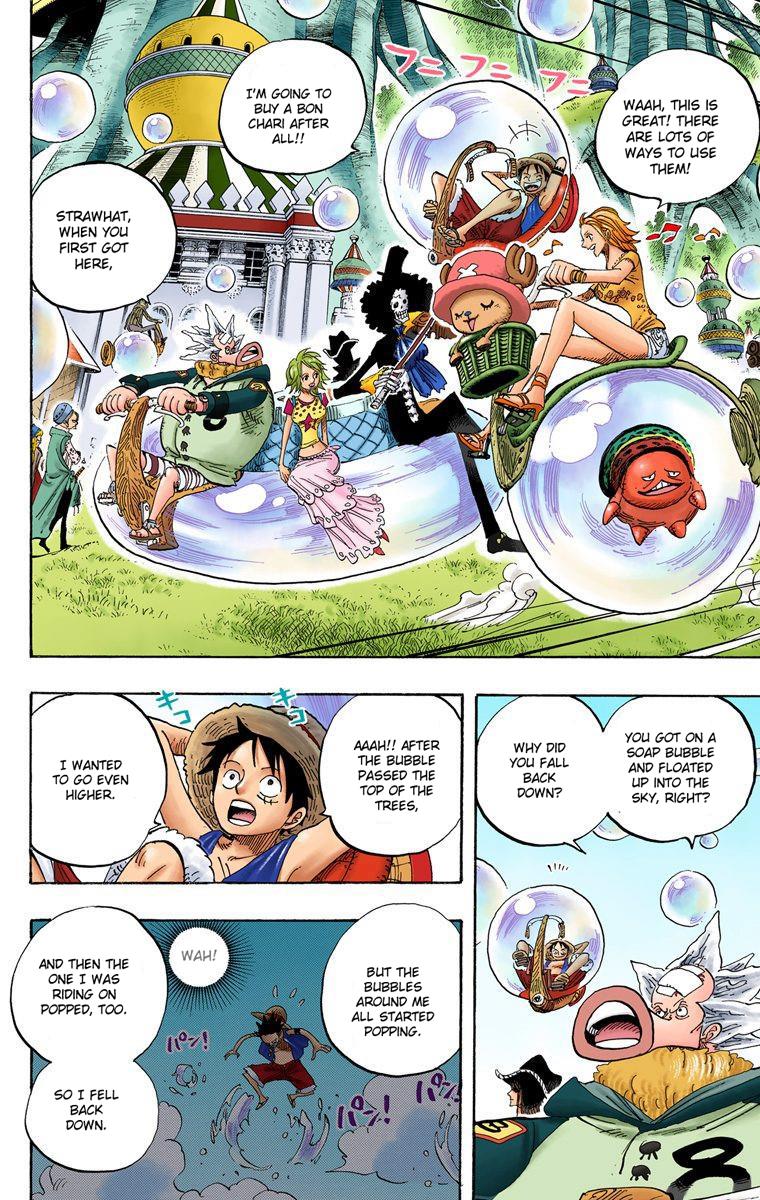 フニ フニ フニ
WAAH, THIS IS
GREAT! THERE
ARE LOTS OF
WAYS TO USE
THEM!
I'M GOING TO
BUY A BON
CHARI AFTER
ALL!!
STRAWHAT,
WHEN YOU
FIRST GOT
HERE,
YOU GOT ON A
SOAP BUBBLE
AND FLOATED
UP INTO THE
SKY, RIGHT?
WHY DID
YOU FALL
BACK
DOWN?
8
キコ
キコ
AAAH!! AFTER
THE BUBBLE
PASSED THE
TOP OF THE
TREES,
I WANTED
TO GO EVEN
HIGHER.
BUT THE
BUBBLES
AROUND ME
ALL STARTED
POPPING.
WAH!
パン!
パン!
AND THEN THE
ONE I WAS
RIDING ON
POPPED, TOO.
SO I FELL
BACK
DOWN.